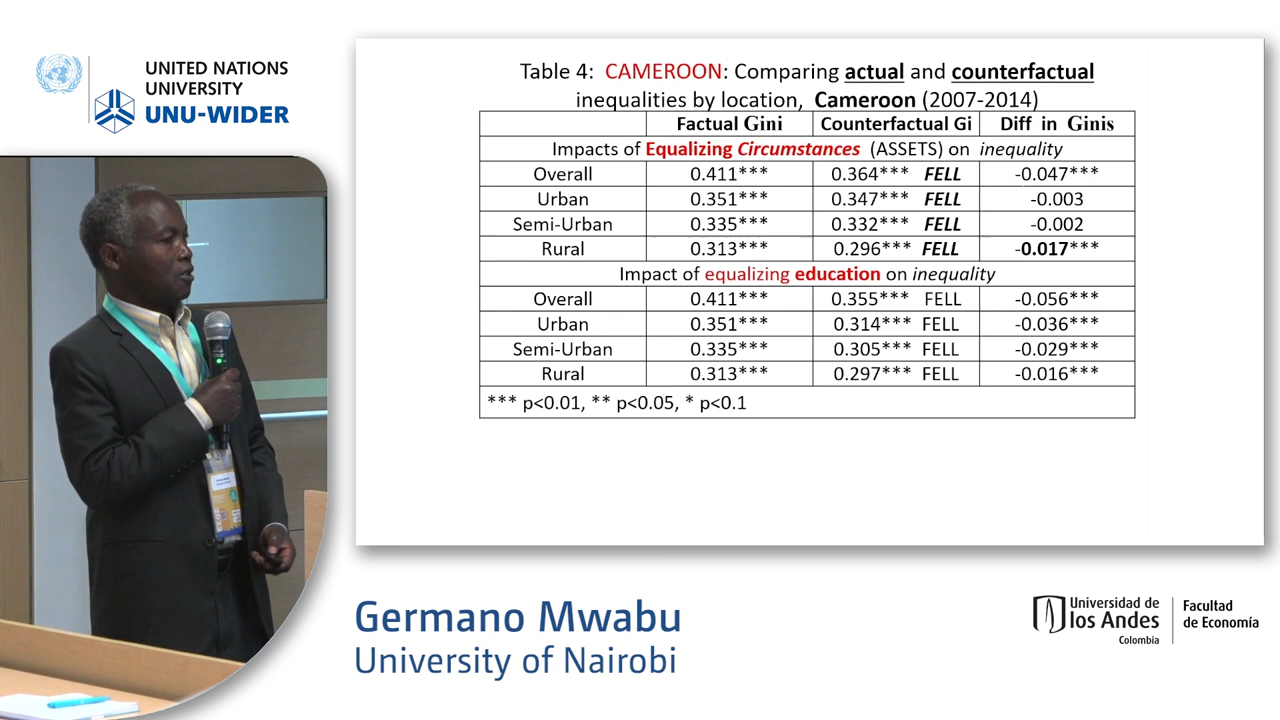 UNITED NATIONS
UNIVERSITY
UNU-WIDER
Table 4: CAMEROON: Comparing actual and counterfactual
inequalities by location, Cameroon (2007-2014)
Factual Gini Counterfactual Gi Diff in Ginis
Impacts of Equalizing Circumstances (ASSETS) on inequality
Overall 0.411*** 0.364*** FELL -0.047***
Urban 0.351*** 0.347*** FELL -0.003
Semi-Urban 0.335*** 0.332*** FELL -0.002
Rural 0.313*** 0.296*** FELL -0.017***
Impact of equalizing education on inequality
Overall 0.411*** 0.355*** FELL -0.056***
Urban 0.351*** 0.314*** FELL -0.036***
Semi-Urban 0.335*** 0.305*** FELL -0.029***
Rural 0.313*** 0.297*** FELL -0.016***
*** p<0.01, ** p<0.05, * p<0.1
Germano Mwabu
University of Nairobi
Universidad de
los Andes
Colombia
Facultad
de Economía